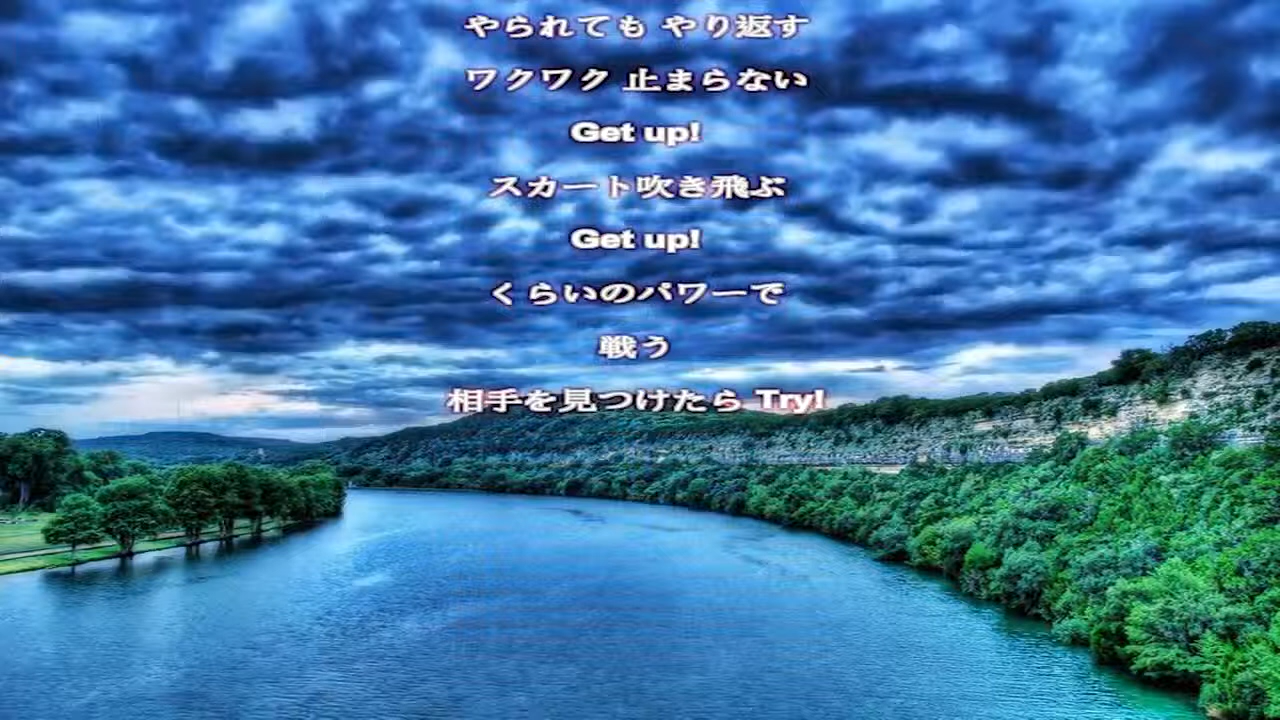 やられても やり返す
ワクワク 止まらない
Get up!
スカート吹き飛ぶ
Get up!
くらいのパワーで
戦う
相手を見つけたら Try!